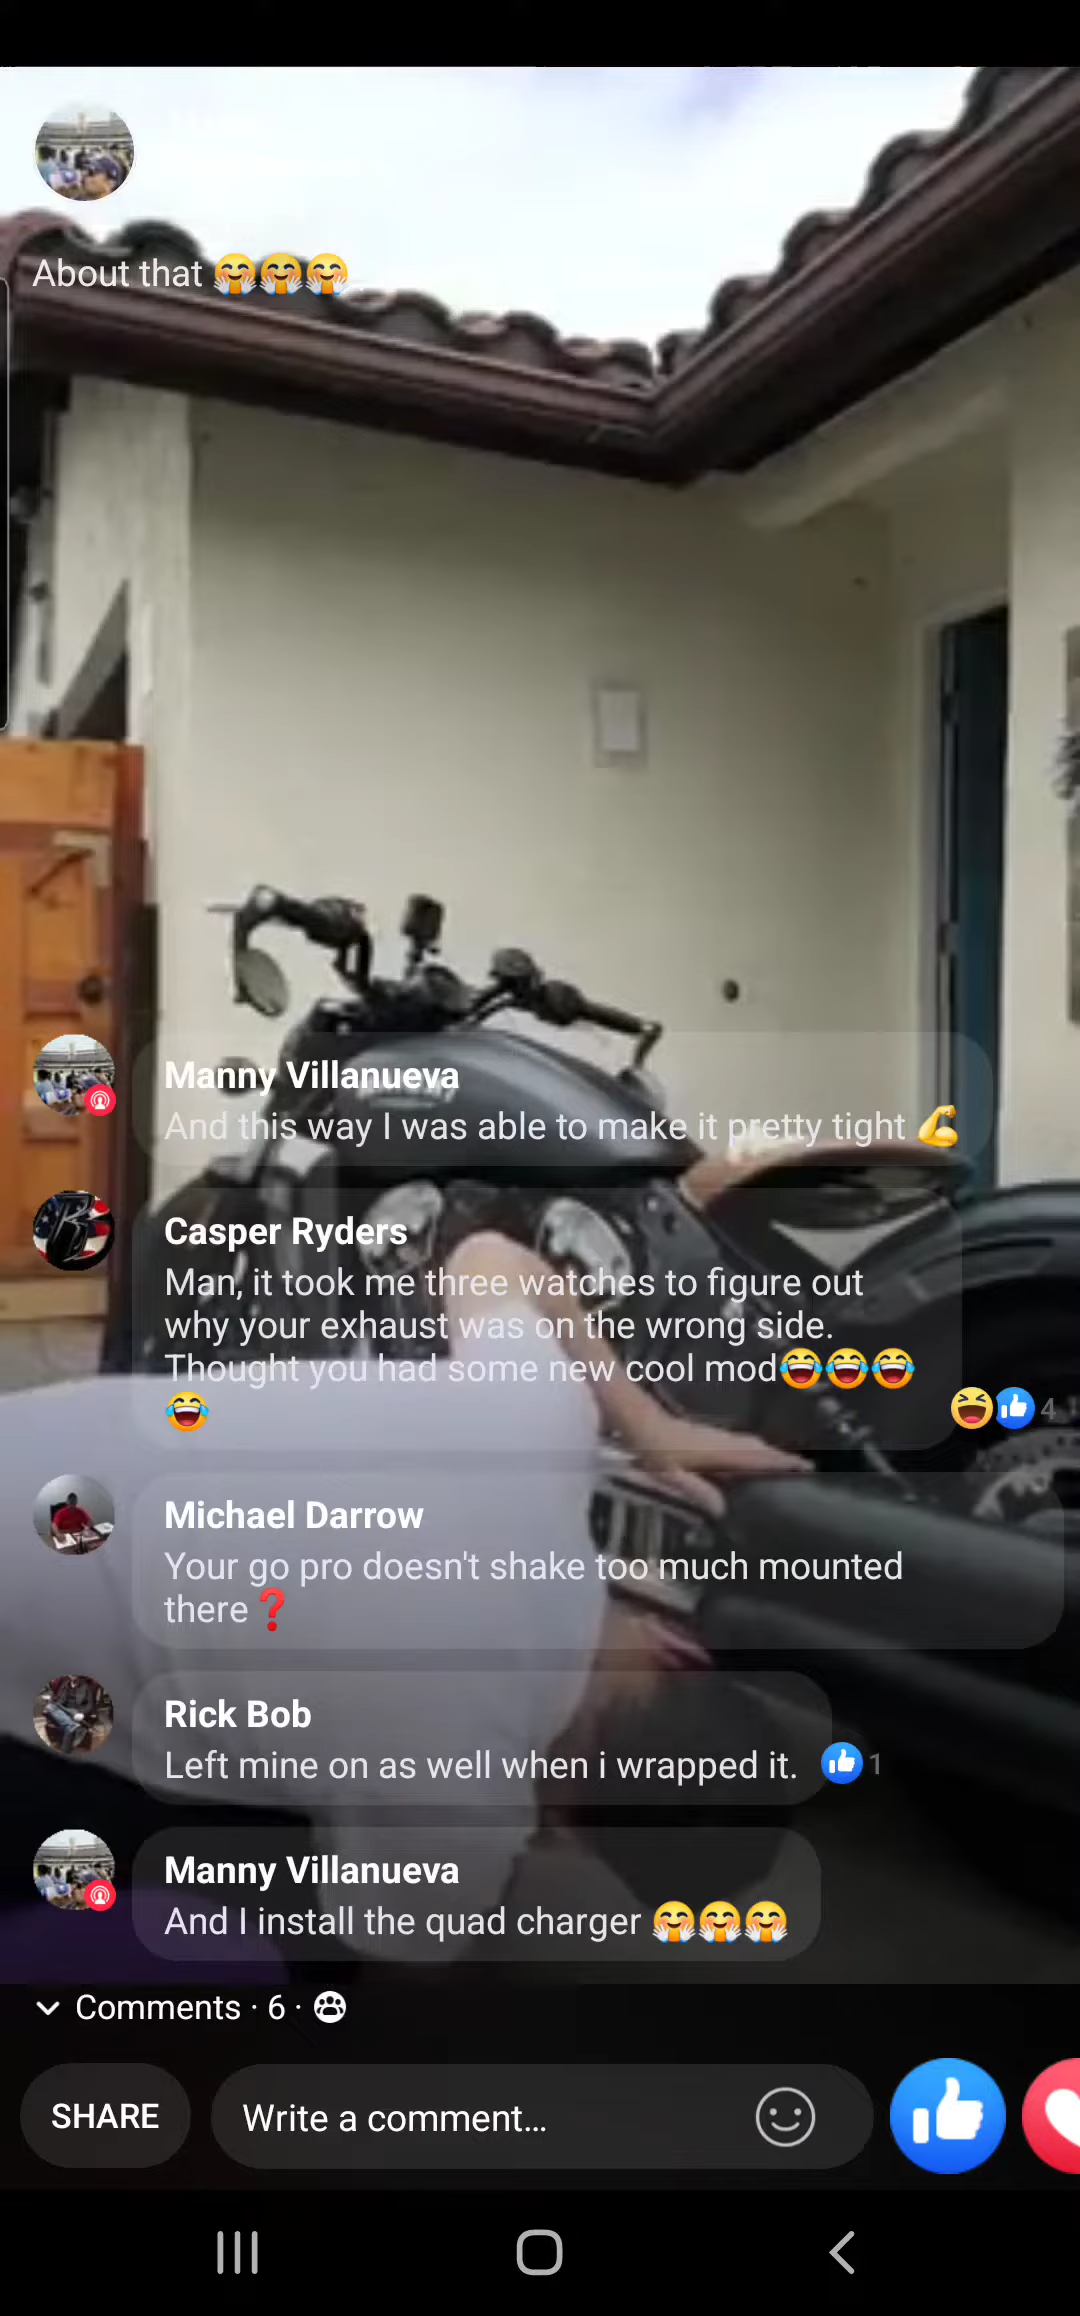 About that 🤗🤗🤗
Manny Villanueva
And this way I was able to make it pretty tight 💪
Casper Ryders
Man, it took me three watches to figure out
why your exhaust was on the wrong side.
Thought you had some new cool mod😂😂😂
😂
4
Michael Darrow
Your go pro doesn't shake too much mounted
there❓
Rick Bob
Left mine on as well when i wrapped it.
1
Manny Villanueva
And I install the quad charger 🤗🤗🤗
Comments · 6 ·
SHARE
Write a comment...